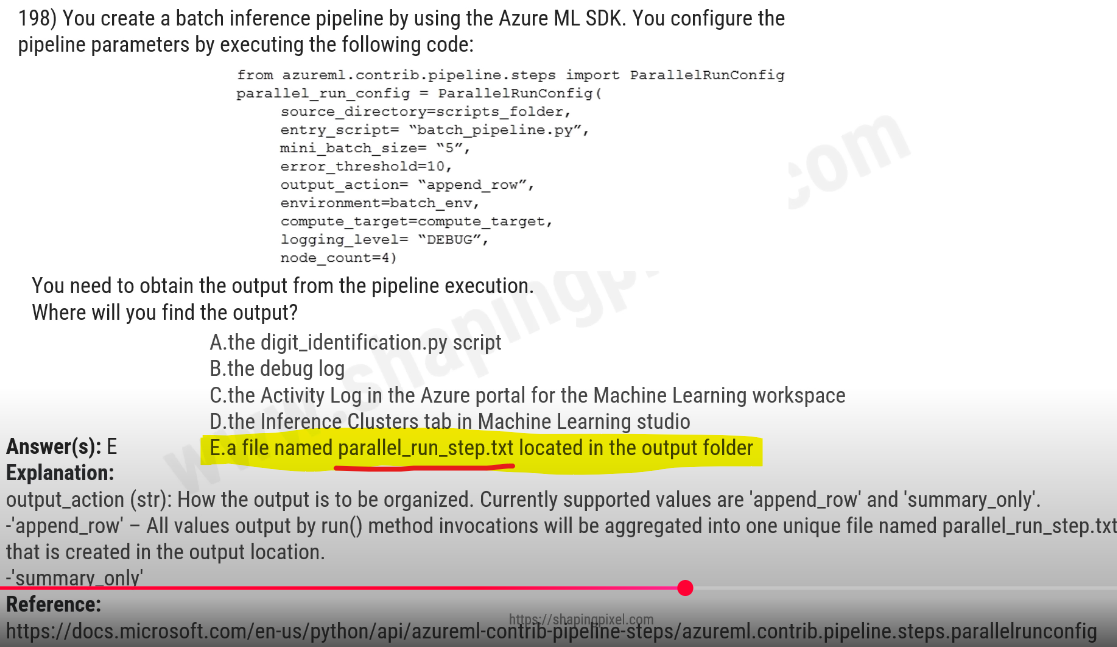 198) You create a batch inference pipeline by using the Azure ML SDK. You configure the
pipeline parameters by executing the following code:
from azureml.contrib.pipeline.steps import ParallelRunConfig
parallel_run_config = ParallelRunConfig(
source_directory=scripts_folder,
entry_script= “batch_pipeline.py”,
mini_batch_size= “5”,
error_threshold=10,
output_action= “append_row”,
environment=batch_env,
compute_target=compute_target,
logging_level= “DEBUG”,
node_count=4)
You need to obtain the output from the pipeline execution.
Where will you find the output?
A.the digit_identification.py script
B.the debug log
C.the Activity Log in the Azure portal for the Machine Learning workspace
D.the Inference Clusters tab in Machine Learning studio
E.a file named parallel_run_step.txt located in the output folder
Answer(s): E
Explanation:
output_action (str): How the output is to be organized. Currently supported values are 'append_row' and 'summary_only'.
-'append_row' – All values output by run() method invocations will be aggregated into one unique file named parallel_run_step.txt
that is created in the output location.
-'summary_only'
Reference:
https://shapingpixel.com
https://docs.microsoft.com/en-us/python/api/azureml-contrib-pipeline-steps/azureml.contrib.pipeline.steps.parallelrunconfig
www.shapingp
.com